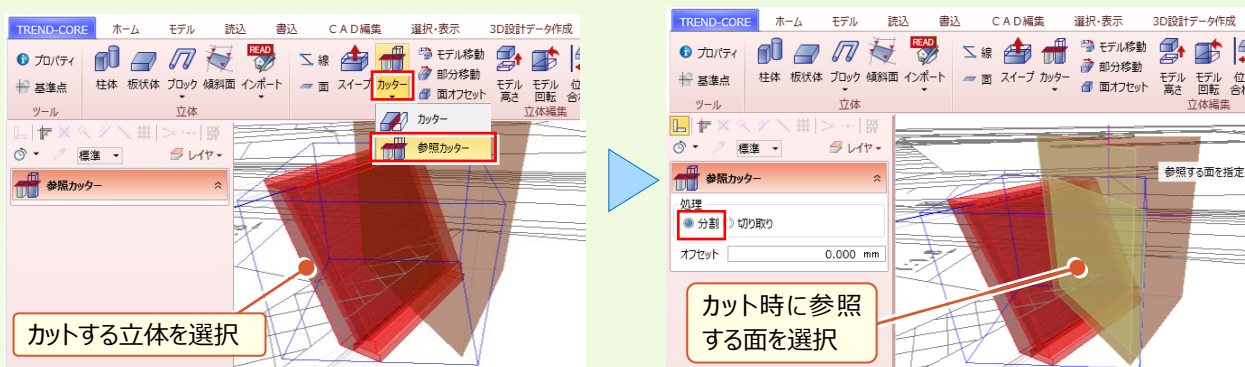 TREND-CORE ホーム モデル 読込 書込 CAD編集 選択・表示 3D設計データ作成
プロパティ
基準点
ツール
柱体 板状体 ブロック 傾斜面 インポート
READ
立体
線
面
スイープ カッター
モデル移動
部分移動
面オフセット
モデル高さ
モデル回転
立体編集
カッター
参照カッター
標準
レイヤ
参照カッター
カットする立体を選択
TREND-CORE ホーム モデル 読込 書込 CAD編集 選択・表示 3D設計データ作成
プロパティ
基準点
ツール
柱体 板状体 ブロック 傾斜面 インポート
READ
立体
線
面
スイープ カッター
モデル移動
部分移動
面オフセット
モデル高さ
モデル回転
立体編集
標準
レイヤ
参照カッター
処理
分割 切り取り
オフセット 0.000 mm
参照する面を指定
カット時に参照
する面を選択